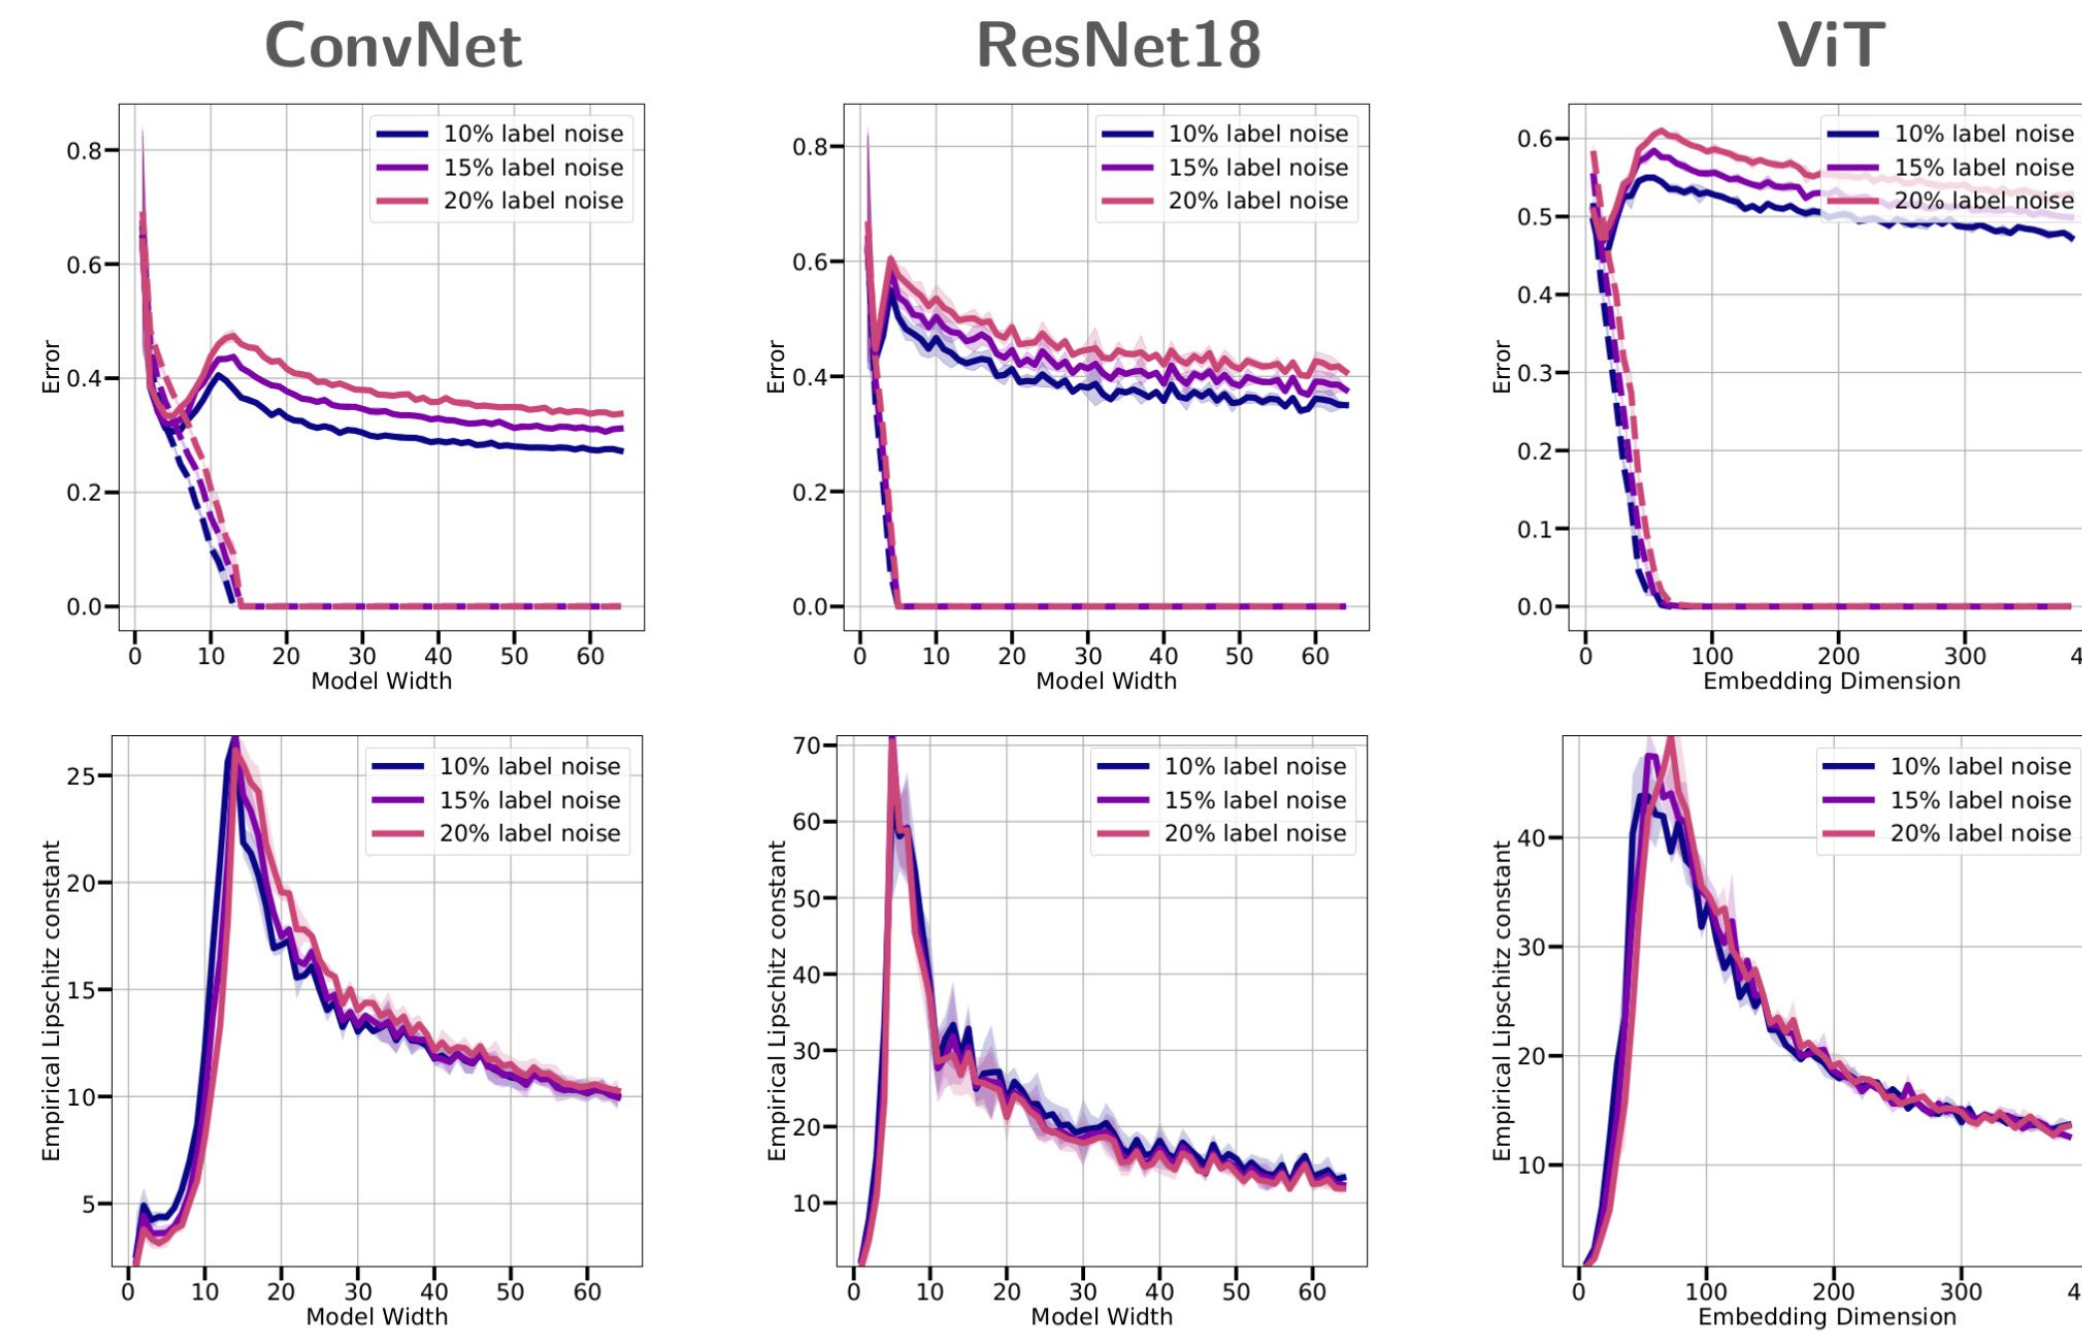 ConvNet
ResNet18
ViT
10% label noise
15% label noise
20% label noise
Error
0.8
0.6
0.4
0.2
0.0
0 10 20 30 40 50 60
Model Width
10% label noise
15% label noise
20% label noise
Error
0.8
0.6
0.4
0.2
0.0
0 10 20 30 40 50 60
Model Width
10% label noise
15% label noise
20% label noise
Error
0.6
0.5
0.4
0.3
0.2
0.1
0.0
0 100 200 300 4
Embedding Dimension
10% label noise
15% label noise
20% label noise
Empirical Lipschitz constant
25
20
15
10
5
0 10 20 30 40 50 60
Model Width
10% label noise
15% label noise
20% label noise
Empirical Lipschitz constant
70
60
50
40
30
20
10
0 10 20 30 40 50 60
Model Width
10% label noise
15% label noise
20% label noise
Empirical Lipschitz constant
40
30
20
10
0 100 200 300 4
Embedding Dimension